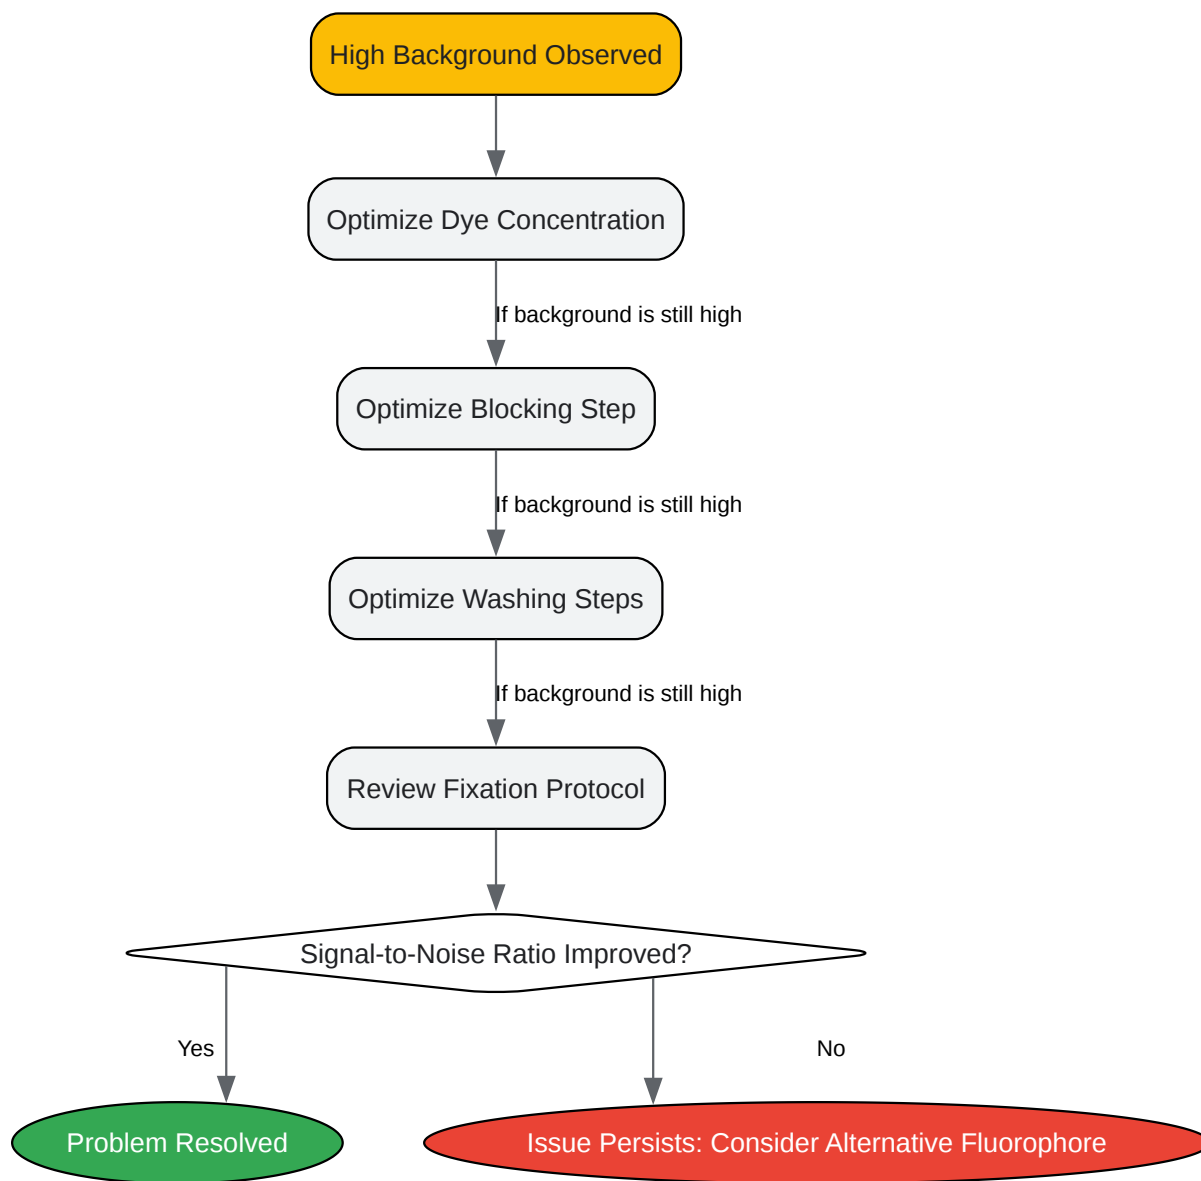 High Background Observed
Optimize Dye Concentration
If background is still high
Optimize Blocking Step
If background is still high
Optimize Washing Steps
If background is still high
Review Fixation Protocol
Signal-to-Noise Ratio Improved?
Yes
No
Problem Resolved
Issue Persists: Consider Alternative Fluorophore